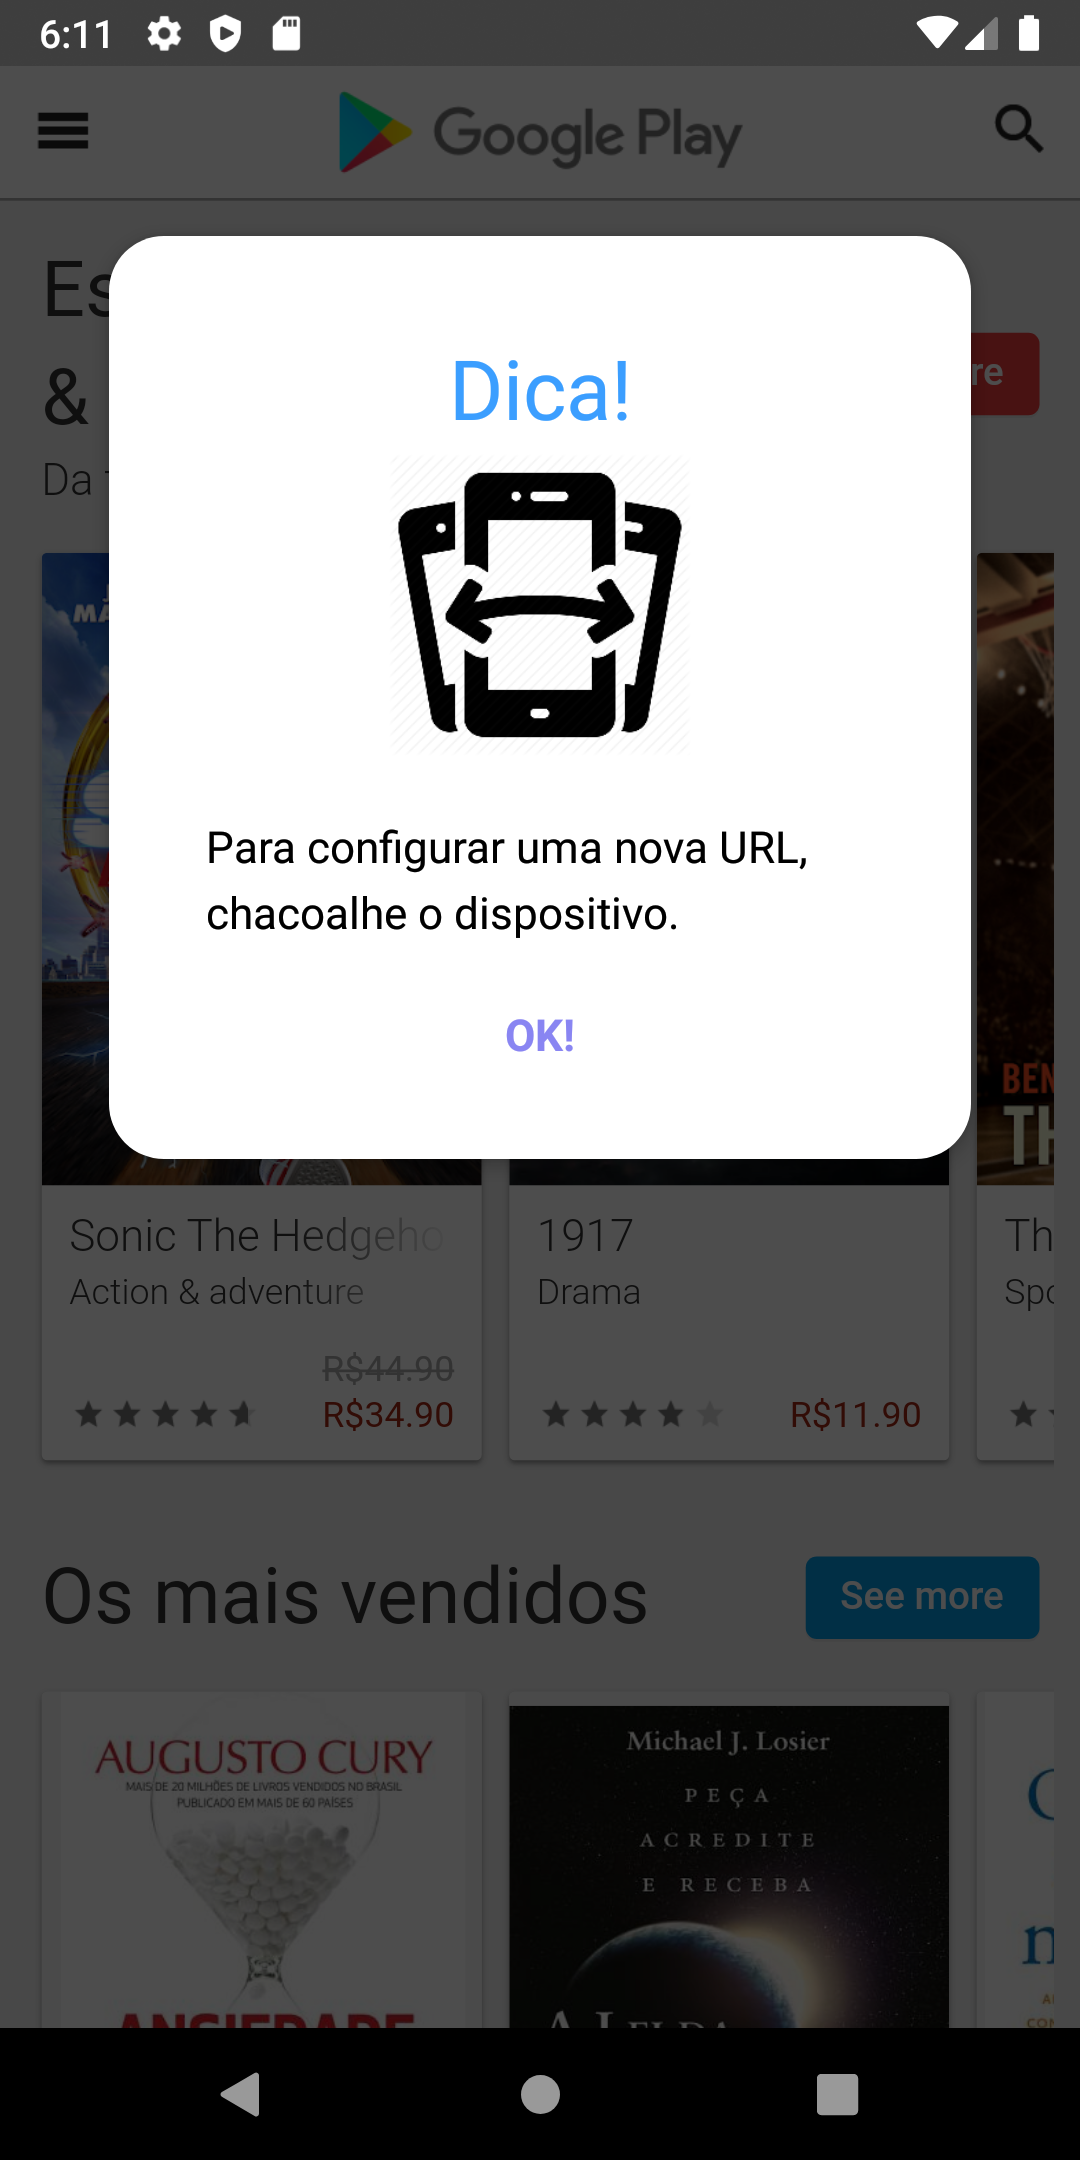 6:11
Google Play
Es
re
&
Da
Dica!
Para configurar uma nova URL,
chacoalhe o dispositivo.
OK!
BEN
TH
Sonic The Hedgeho
Action & adventure
R$44.90
R$34.90
1917
Drama
R$11.90
Th
Spo
Os mais vendidos
See more
AUGUSTO CURY
MAIS DE 20 MILHÕES DE LIVROS VENDIDOS NO BRASIL
PUBLICADO EM MAIS DE 60 PAÍSES
ANSIEDADE
Michael J. Losier
PEÇA
ACREDITE
E RECEBA
A LEI DA